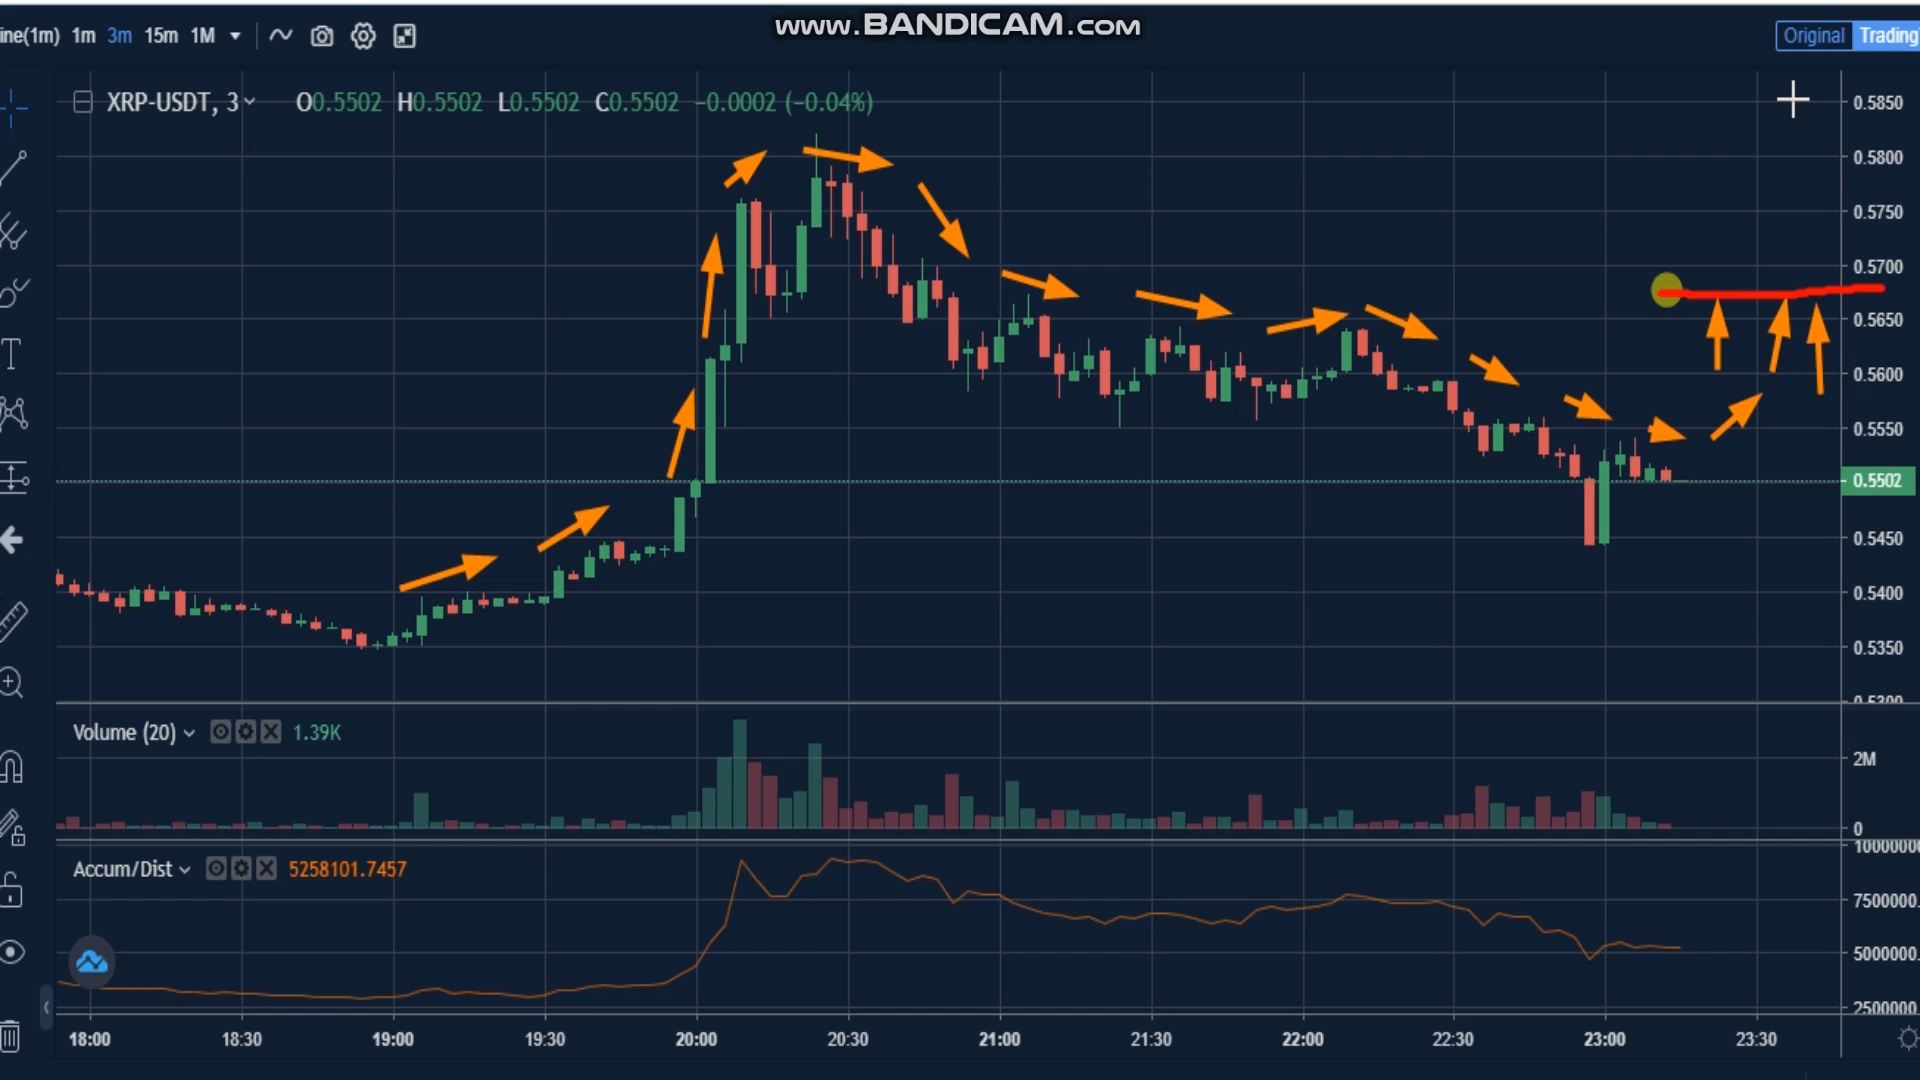 www.BANDICAM.com
ine(1m) 1m 3m 15m 1M
Original Trading
XRP-USDT, 3 O0.5502 H0.5502 L0.5502 C0.5502 −0.0002 (−0.04%)
0.5850
0.5800
0.5750
0.5700
0.5650
0.5600
0.5550
0.5502
0.5450
0.5400
0.5350
0.5300
Volume (20) 1.39K
2M
0
Accum/Dist 5258101.7457
10000000
7500000.
5000000.
2500000
18:00 18:30 19:00 19:30 20:00 20:30 21:00 21:30 22:00 22:30 23:00 23:30